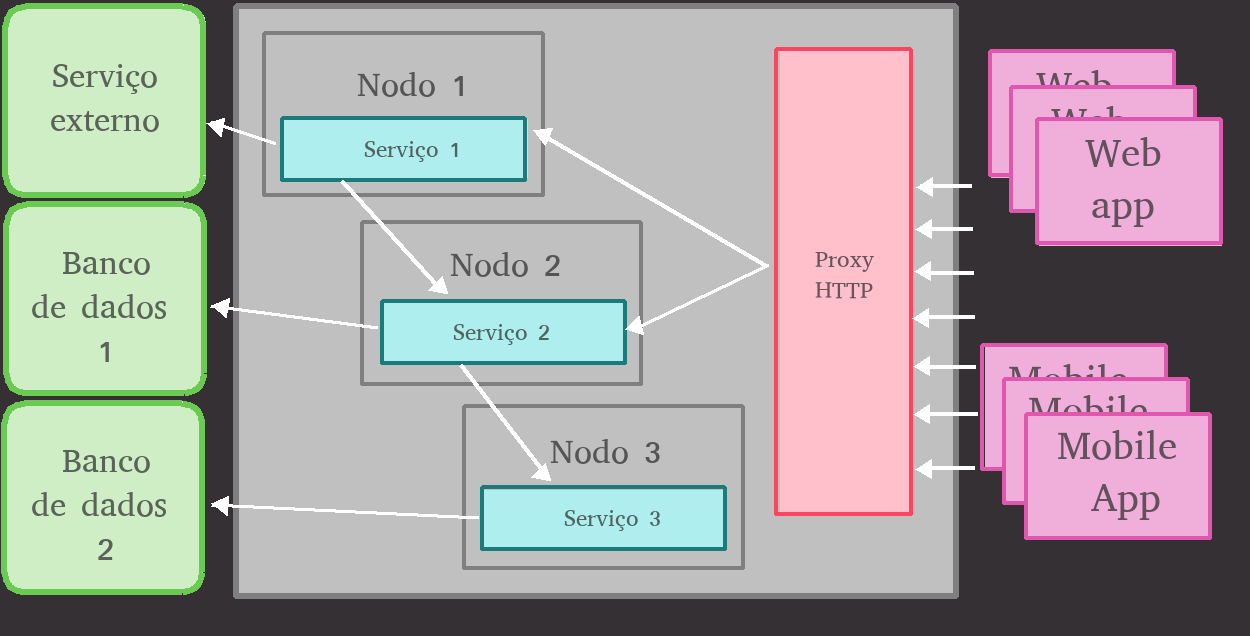 Serviço
externo
Banco
de dados
1
Banco
de dados
2
Nodo 1
Serviço 1
Nodo 2
Serviço 2
Nodo 3
Serviço 3
Proxy
HTTP
Web
Web
Web
app
Mobile
Mobile
Mobile
App